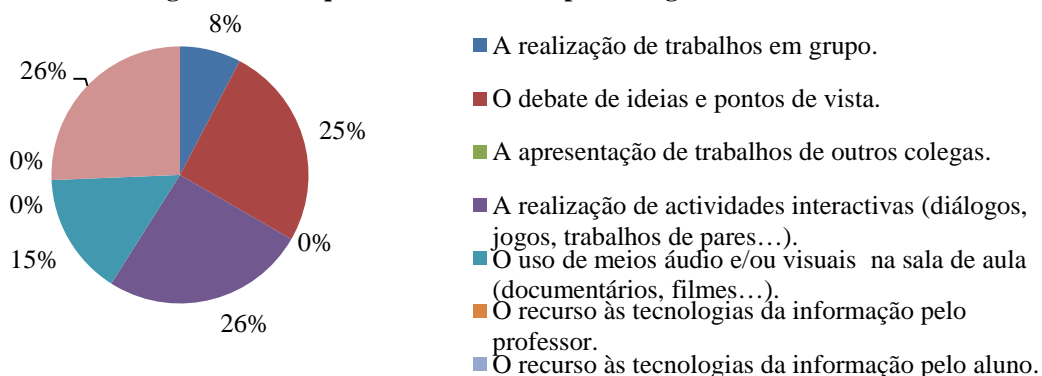 8%
26%
25%
0%
0%
0%
15%
26%
A realização de trabalhos em grupo.
O debate de ideias e pontos de vista.
A apresentação de trabalhos de outros colegas.
A realização de actividades interactivas (diálogos,
jogos, trabalhos de pares…).
O uso de meios áudio e/ou visuais na sala de aula
(documentários, filmes…).
O recurso às tecnologias da informação pelo
professor.
O recurso às tecnologias da informação pelo aluno.